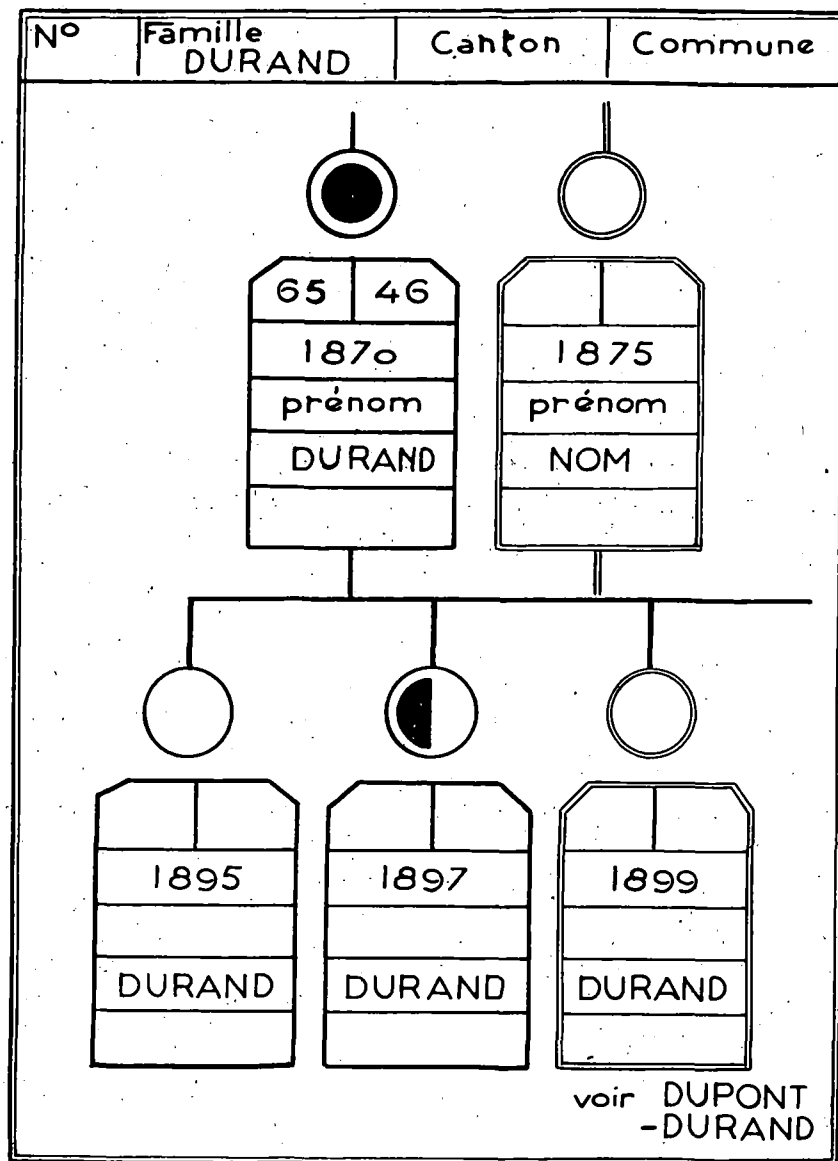 Nº Famille Canton Commune
DURAND
65 46
1870 1875
prénom prénom
DURAND NOM
1895 1897 1899
DURAND DURAND DURAND
voir DUPONT
-DURAND